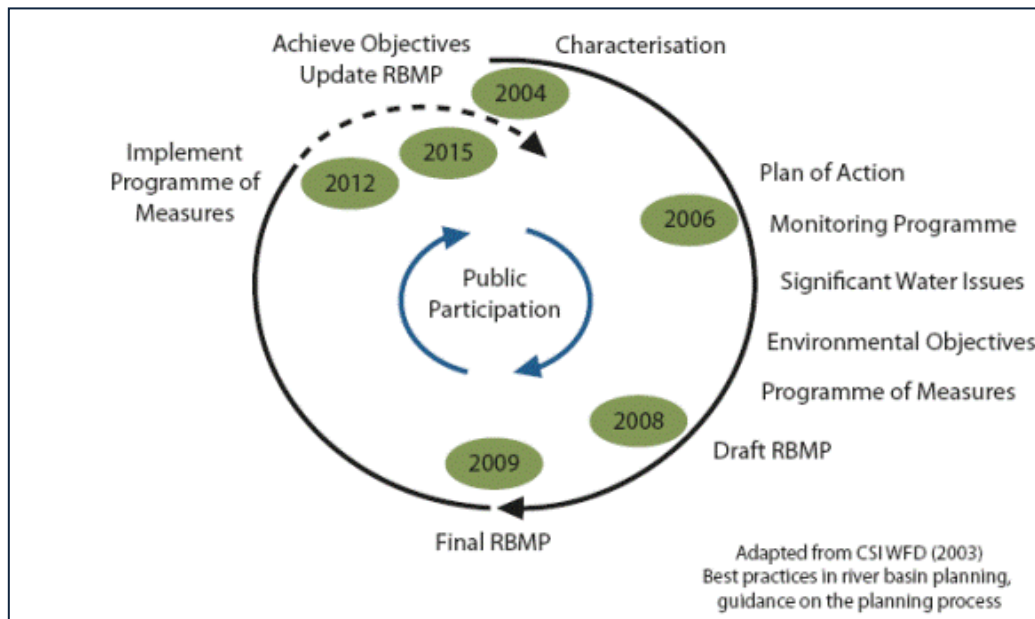 Achieve Objectives
Update RBMP
Characterisation
2004
2015
2012
Implement
Programme of
Measures
Plan of Action
2006
Monitoring Programme
Significant Water Issues
Public
Participation
Environmental Objectives
Programme of Measures
2008
Draft RBMP
2009
Final RBMP
Adapted from CSI WFD (2003)
Best practices in river basin planning,
guidance on the planning process